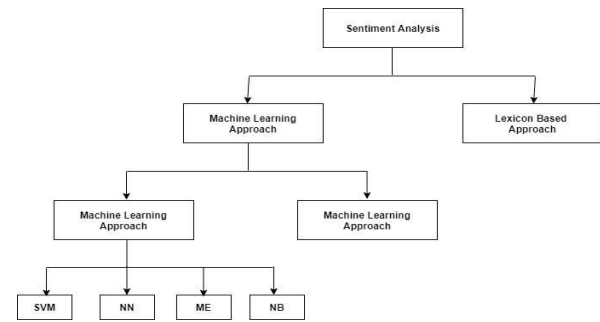 Sentiment Analysis
Machine Learning
Approach
Lexicon Based
Approach
Machine Learning
Approach
Machine Learning
Approach
SVM
NN
ME
NB